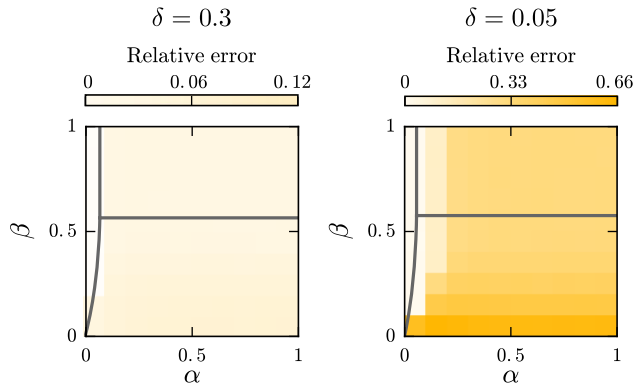 δ = 0.3
δ = 0.05
Relative error
Relative error
0 0.06 0.12
0 0.33 0.66
1
0.5
0
β
0 0.5 1
α
1
0.5
0
β
0 0.5 1
α